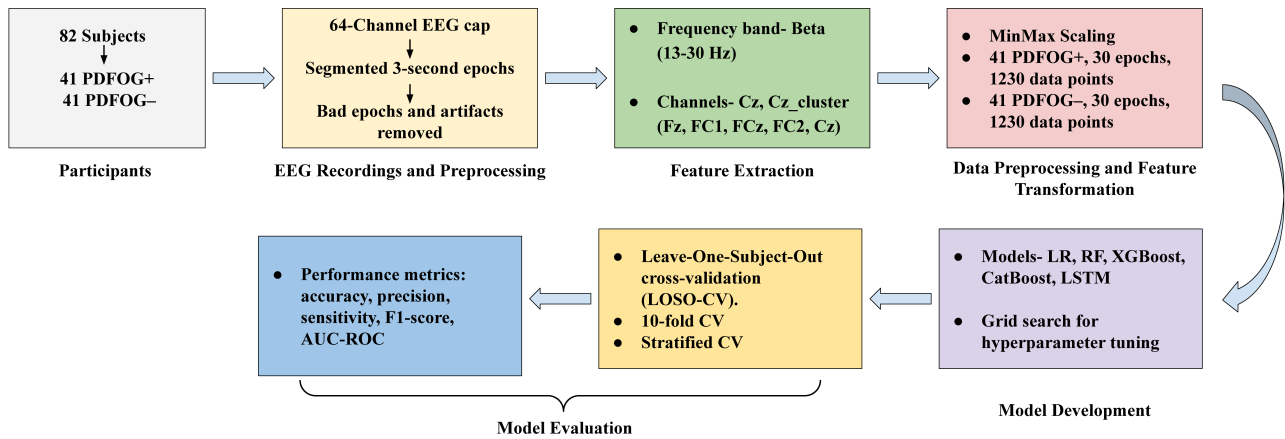 82 Subjects
41 PDFOG+
41 PDFOG–
Participants
64-Channel EEG cap
Segmented 3-second epochs
Bad epochs and artifacts
removed
EEG Recordings and Preprocessing
● Frequency band- Beta
(13-30 Hz)
● Channels- Cz, Cz_cluster
(Fz, FC1, FCz, FC2, Cz)
Feature Extraction
● MinMax Scaling
● 41 PDFOG+, 30 epochs,
1230 data points
● 41 PDFOG–, 30 epochs,
1230 data points
Data Preprocessing and Feature
Transformation
● Models- LR, RF, XGBoost,
CatBoost, LSTM
● Grid search for
hyperparameter tuning
Model Development
● Leave-One-Subject-Out
cross-validation
(LOSO-CV).
● 10-fold CV
● Stratified CV
● Performance metrics:
accuracy, precision,
sensitivity, F1-score,
AUC-ROC
Model Evaluation